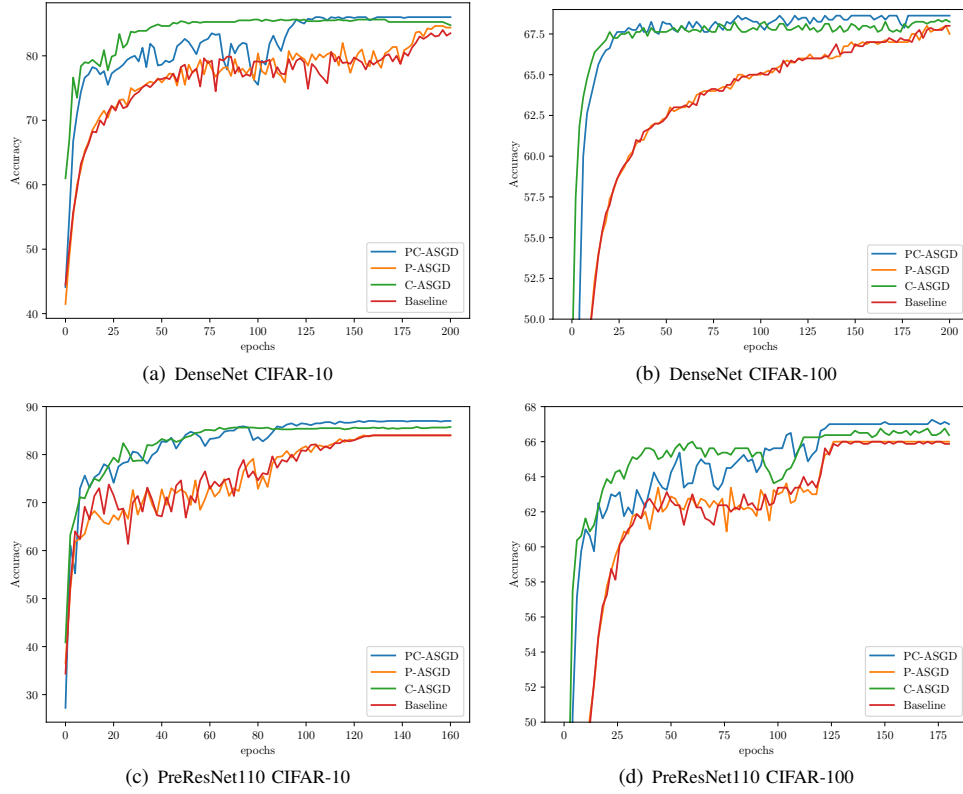 80
70
60
50
40
Accuracy
0
25
50
75
100
125
150
175
200
epochs
PC-ASGD
P-ASGD
C-ASGD
Baseline
(a) DenseNet CIFAR-10
67.5
65.0
62.5
60.0
57.5
55.0
52.5
50.0
Accuracy
0
25
50
75
100
125
150
175
200
epochs
PC-ASGD
P-ASGD
C-ASGD
Baseline
(b) DenseNet CIFAR-100
90
80
70
60
50
40
30
Accuracy
0
20
40
60
80
100
120
140
160
epochs
PC-ASGD
P-ASGD
C-ASGD
Baseline
(c) PreResNet110 CIFAR-10
68
66
64
62
60
58
56
54
52
50
Accuracy
0
25
50
75
100
125
150
175
epochs
PC-ASGD
P-ASGD
C-ASGD
Baseline
(d) PreResNet110 CIFAR-100